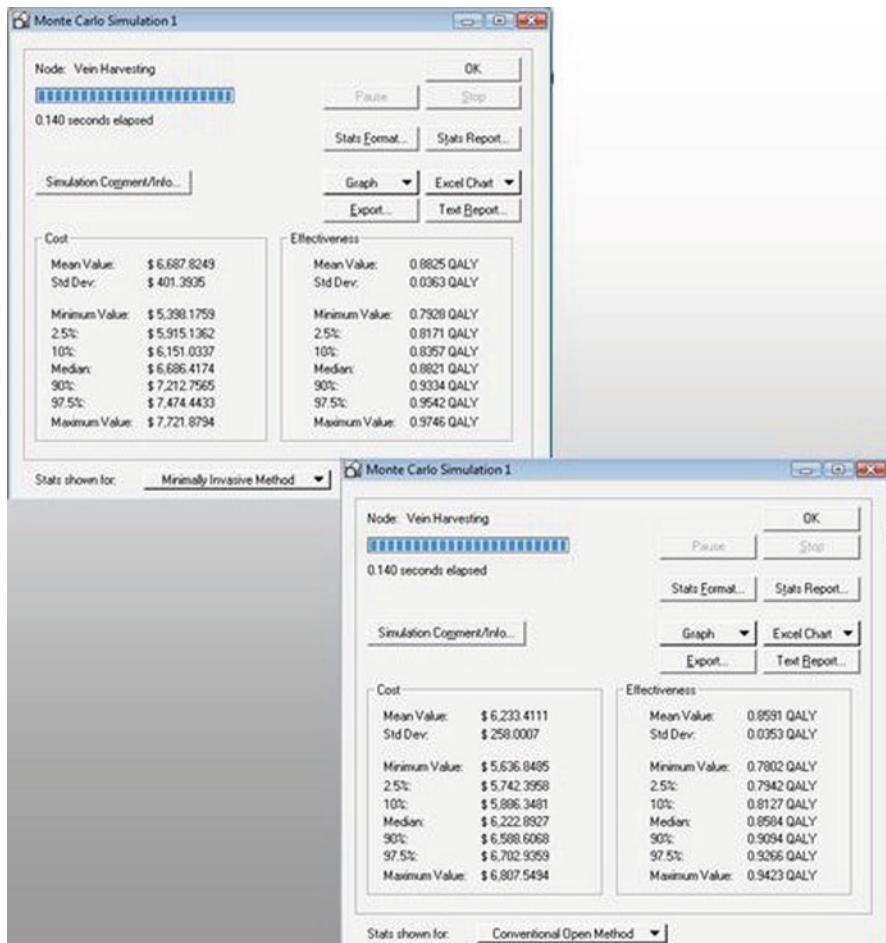 Monte Carlo Simulation 1
Node: Vein Harvesting
OK
Pause
Stop
0.140 seconds elapsed
Stats Format...
Stats Report...
Simulation Comment/Info...
Graph
Excel Chart
Export...
Text Report...
Cost
Effectiveness
Mean Value: $ 6,687.8249
Mean Value: 0.8825 QALY
Std Dev: $ 401.3935
Std Dev: 0.0363 QALY
Minimum Value: $ 5,398.1759
Minimum Value: 0.7928 QALY
2.5%: $ 5,915.1362
2.5%: 0.8171 QALY
10%: $ 6,151.0337
10%: 0.8357 QALY
Median: $ 6,686.4174
Median: 0.8821 QALY
90%: $ 7,212.7565
90%: 0.9334 QALY
97.5%: $ 7,474.4433
97.5%: 0.9542 QALY
Maximum Value: $ 7,721.8794
Maximum Value: 0.9746 QALY
Stats shown for: Minimally Invasive Method
Monte Carlo Simulation 1
Node: Vein Harvesting
OK
Pause
Stop
0.140 seconds elapsed
Stats Format...
Stats Report...
Simulation Comment/Info...
Graph
Excel Chart
Export...
Text Report...
Cost
Effectiveness
Mean Value: $ 6,233.4111
Mean Value: 0.8591 QALY
Std Dev: $ 258.0007
Std Dev: 0.0353 QALY
Minimum Value: $ 5,636.8485
Minimum Value: 0.7802 QALY
2.5%: $ 5,742.3958
2.5%: 0.7942 QALY
10%: $ 5,886.3481
10%: 0.8127 QALY
Median: $ 6,222.8927
Median: 0.8584 QALY
90%: $ 6,588.6068
90%: 0.9094 QALY
97.5%: $ 6,702.9359
97.5%: 0.9266 QALY
Maximum Value: $ 6,807.5494
Maximum Value: 0.9423 QALY
Stats shown for: Conventional Open Method